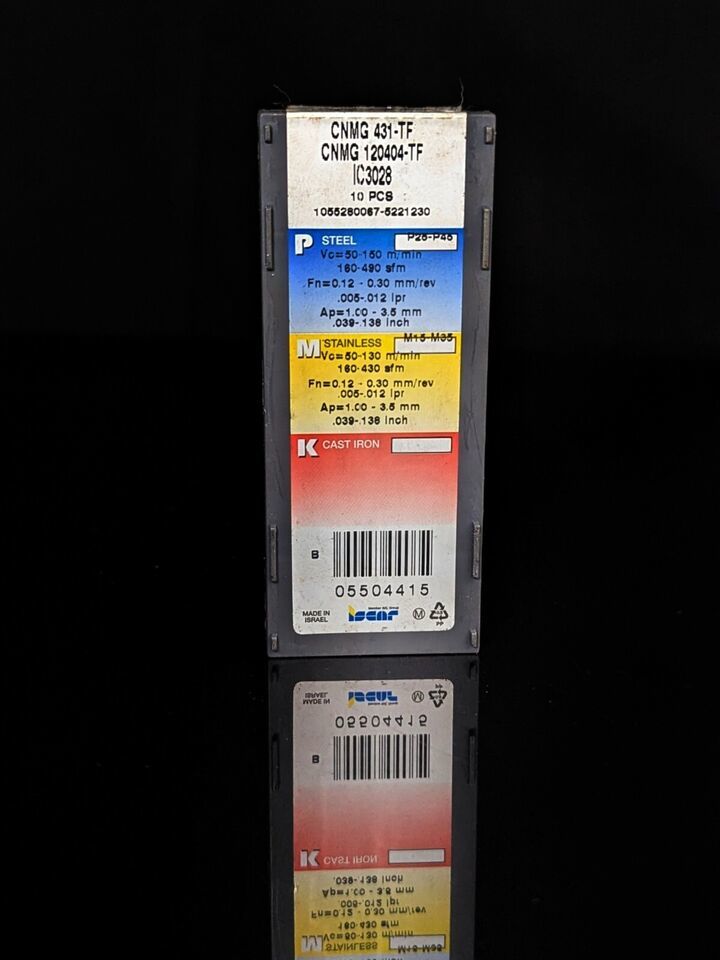 CNMG 431-TF
CNMG 120404-TF
IC3028
10 PCS
1055280067-5221230
P STEEL P25-P45
Vc=50-150 m/min
160-490 sfm
Fn=0.12 - 0.30 mm/rev
.005-.012 ipr
Ap=1.00 - 3.5 mm
.039-.138 inch
M STAINLESS M15-M35
Vc=50-130 m/min
160-430 sfm
Fn=0.12 - 0.30 mm/rev
.005-.012 ipr
Ap=1.00 - 3.5 mm
.039-.138 inch
K CAST IRON
B
05504415
MADE IN
ISRAEL
Member IMC Group
iscar
M
PP